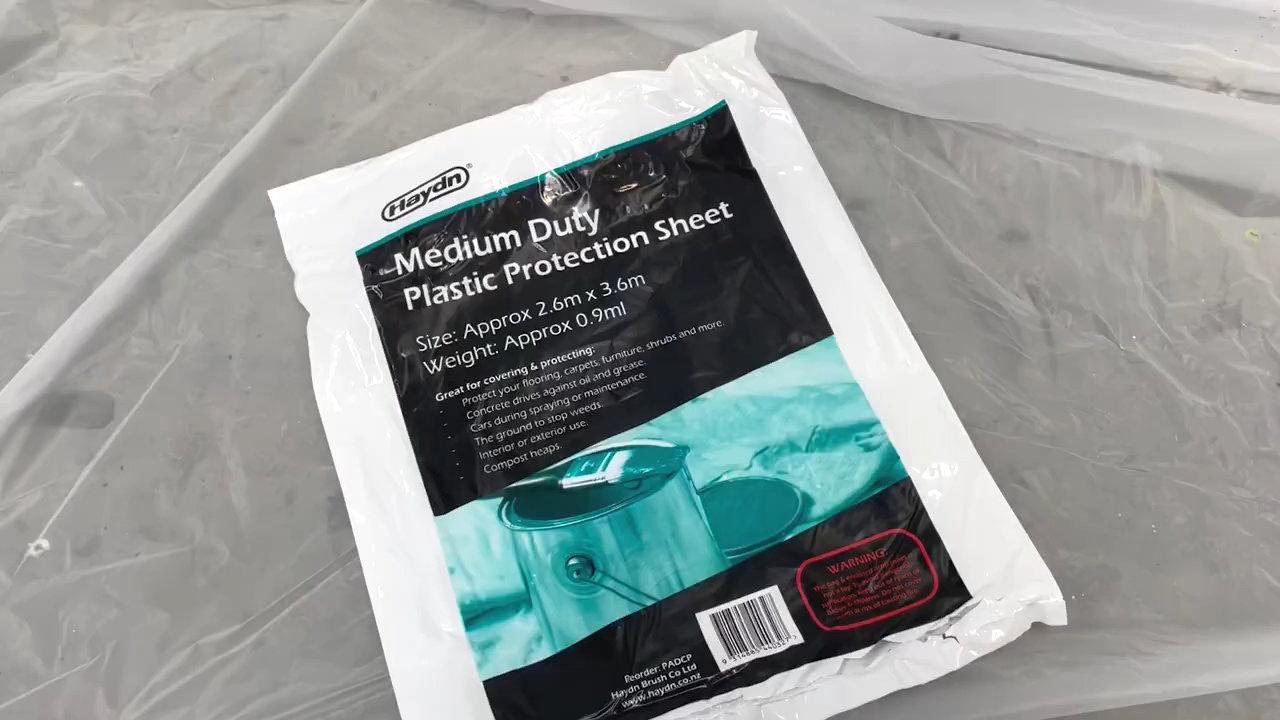 Haydn®
Medium Duty
Plastic Protection Sheet
Size: Approx 2.6m x 3.6m
Weight: Approx 0.9ml
Great for covering & protecting:
· Protect your flooring, carpets, furniture, shrubs and more.
· Concrete drives against oil and grease.
· Cars during spraying or maintenance.
· The ground to stop weeds.
· Interior or exterior use.
· Compost heaps.
WARNING:
Reorder: PADCP
Haydn Brush Co Ltd
www.haydn.co.nz